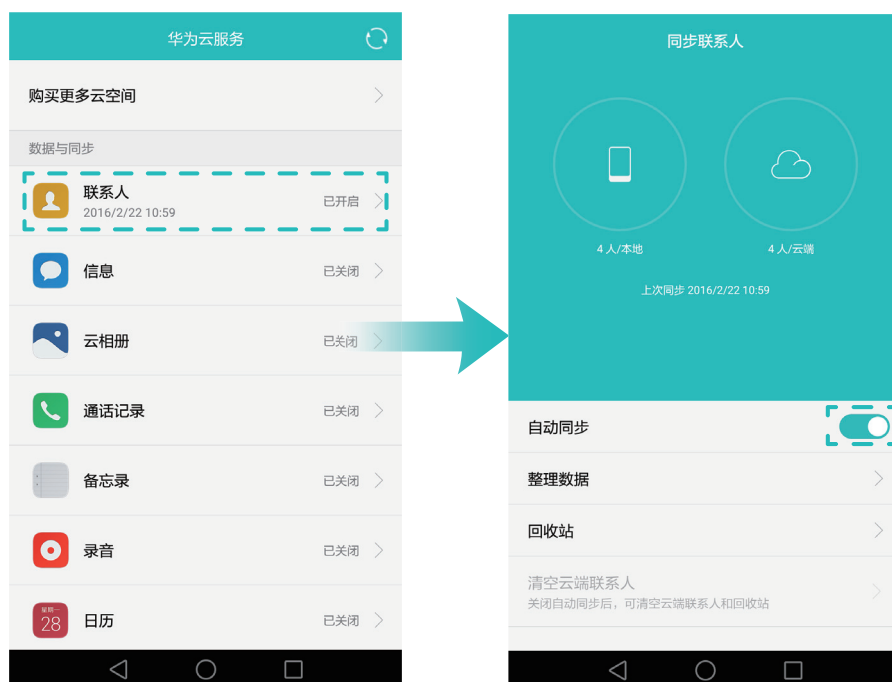 华为云服务
购买更多云空间
数据与同步
联系人
2016/2/22 10:59
已开启
信息
已关闭
云相册
已关闭
通话记录
已关闭
备忘录
已关闭
录音
已关闭
星期一
28
日历
已关闭
同步联系人
4 人/本地
4 人/云端
上次同步 2016/2/22 10:59
自动同步
整理数据
回收站
清空云端联系人
关闭自动同步后，可清空云端联系人和回收站